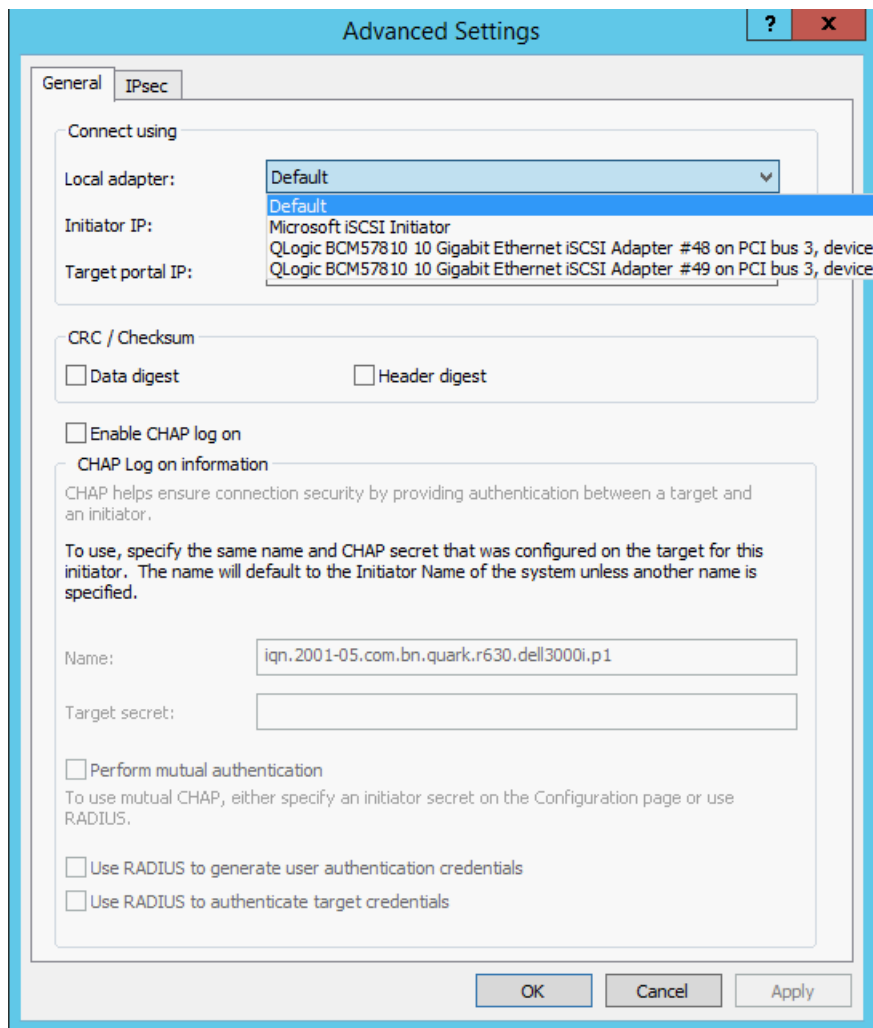 Advanced Settings
?
x
General
IPsec
Connect using
Local adapter:
Default
Default
Initiator IP:
Microsoft iSCSI Initiator
QLogic BCM57810 10 Gigabit Ethernet iSCSI Adapter #48 on PCI bus 3, device
Target portal IP:
QLogic BCM57810 10 Gigabit Ethernet iSCSI Adapter #49 on PCI bus 3, device
CRC / Checksum
Data digest
Header digest
Enable CHAP log on
CHAP Log on information
CHAP helps ensure connection security by providing authentication between a target and
an initiator.
To use, specify the same name and CHAP secret that was configured on the target for this
initiator. The name will default to the Initiator Name of the system unless another name is
specified.
Name:
iqn.2001-05.com.bn.quark.r630.dell3000i.p1
Target secret:
Perform mutual authentication
To use mutual CHAP, either specify an initiator secret on the Configuration page or use
RADIUS.
Use RADIUS to generate user authentication credentials
Use RADIUS to authenticate target credentials
OK
Cancel
Apply